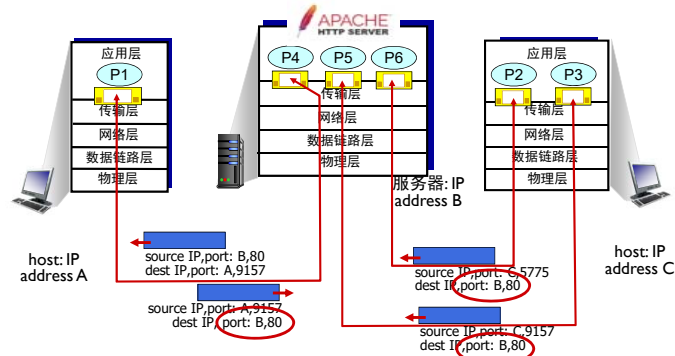 APACHE
HTTP SERVER
应用层
P1
传输层
网络层
数据链路层
物理层
host: IP
address A
P4
P5
P6
传输层
网络层
数据链路层
物理层
服务器: IP
address B
应用层
P2
P3
传输层
网络层
数据链路层
物理层
host: IP
address C
source IP,port: B,80
dest IP,port: A,9157
source IP,port: A,9157
dest IP, port: B,80
source IP,port: C,5775
dest IP,port: B,80
source IP,port: C,9157
dest IP,port: B,80